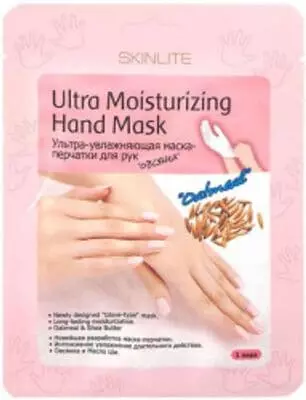 SKINLITE
Ultra Moisturizing
Hand Mask
Ультра-увлажняющая маска-
перчатки для рук
"овсянка"
"Oatmeal"
• Newly designed "Glove-type" mask.
• Long-lasting moisturization.
• Oatmeal & Shea Butter
• Новейшая разработка маска-перчатки.
• Интенсивное увлажнение длительного действия.
• Овсянка и Масло Ши.
1 пара